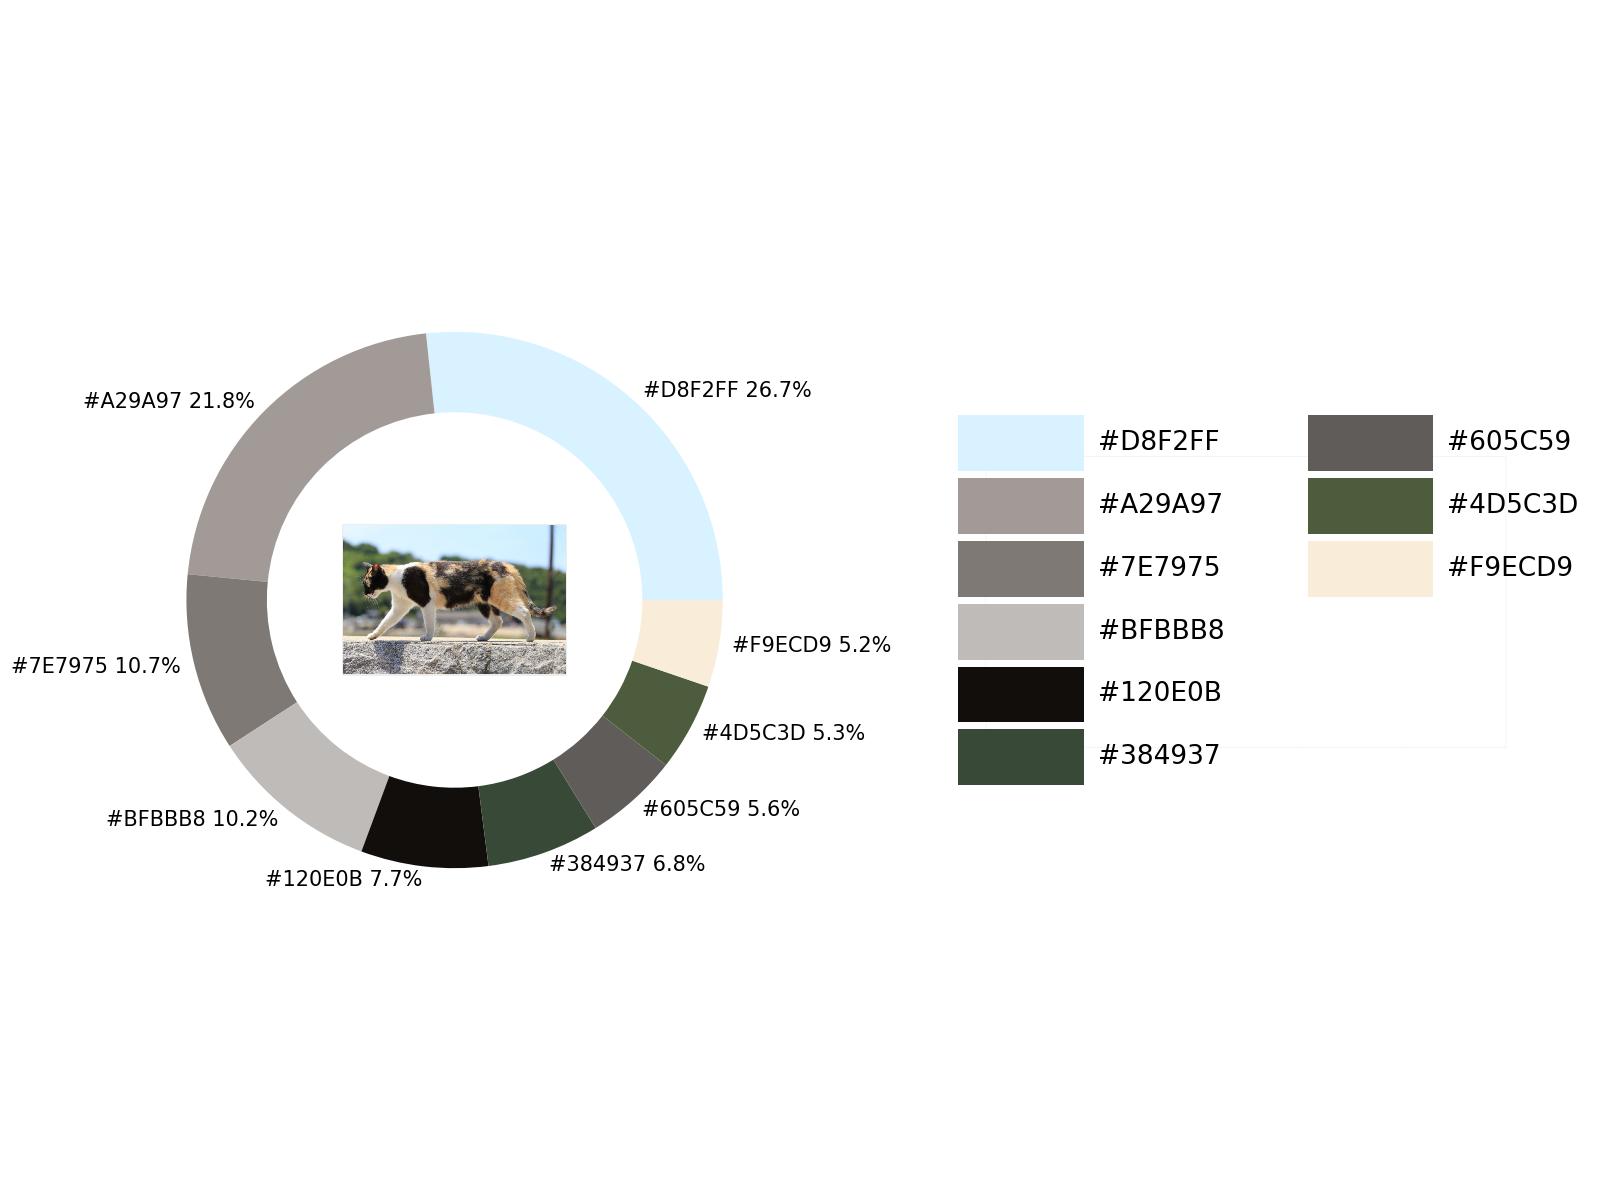 #D8F2FF 26.7%
#A29A97 21.8%
#7E7975 10.7%
#BFBBB8 10.2%
#120E0B 7.7%
#384937 6.8%
#605C59 5.6%
#4D5C3D 5.3%
#F9ECD9 5.2%
#D8F2FF
#A29A97
#7E7975
#BFBBB8
#120E0B
#384937
#605C59
#4D5C3D
#F9ECD9